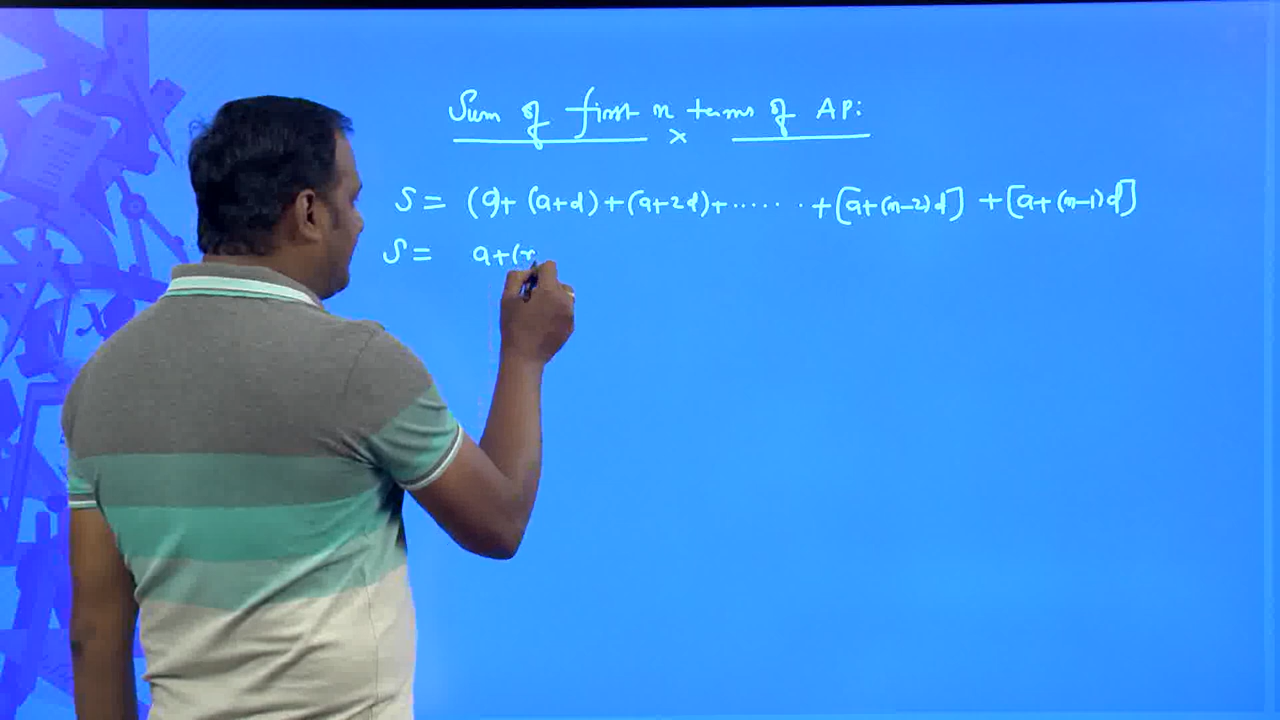 Sum of first n terms of AP:
x
S = (a+ (a+d) + (a+2d) + ...... + [a+(n-2)d] + [a+(n-1)d]
S = a+(n